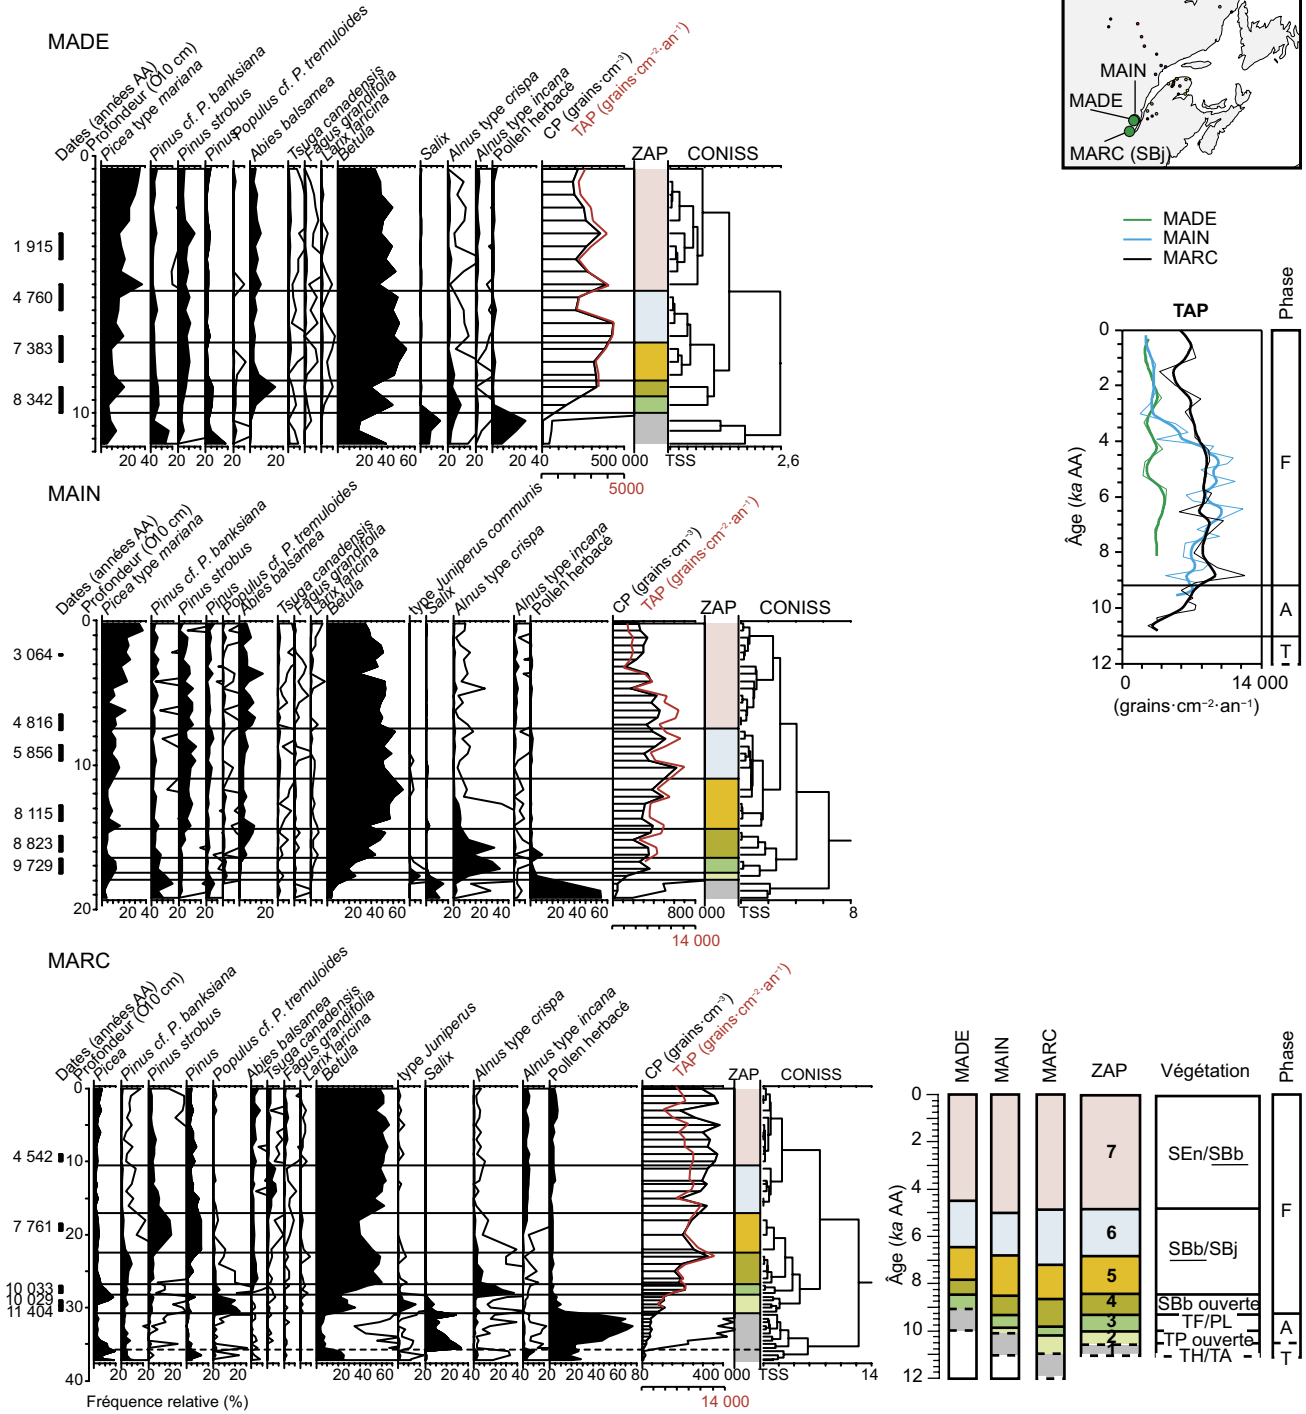 MADE
Dates (années AA)
Profondeur (Ö10 cm)
Picea type mariana
Pinus cf. P. banksiana
Pinus strobus
Pinus
Populus cf. P. tremuloides
Abies balsamea
Tsuga canadensis
Fagus grandifolia
Larix laricina
Betula
Salix
Alnus type crispa
Alnus type incana
Pollen herbacé
CP (grains·cm⁻³)
TAP (grains·cm⁻²·an⁻¹)
ZAP
CONISS
0
1 915
4 760
7 383
8 342
10
20 40 20 20 20 20 20 40 60 20 20 20 20 40
500 000
TSS
2,6
5000
MAIN
Dates (années AA)
Profondeur (Ö10 cm)
Picea type mariana
Pinus cf. P. banksiana
Pinus strobus
Pinus
Populus cf. P. tremuloides
Abies balsamea
Tsuga canadensis
Fagus grandifolia
Larix laricina
Betula
type Juniperus communis
Salix
Alnus type crispa
Alnus type incana
Pollen herbacé
CP (grains·cm⁻³)
TAP (grains·cm⁻²·an⁻¹)
ZAP
CONISS
0
3 064
4 816
5 856
10
8 115
8 823
9 729
20
20 40 20 20 20 20 20 40 60 20 20 40 20 40 60
800 000
TSS
8
14 000
MARC
Dates (années AA)
Profondeur (Ö10 cm)
Picea
Pinus cf. P. banksiana
Pinus strobus
Pinus
Populus cf. P. tremuloides
Abies balsamea
Tsuga canadensis
Fagus grandifolia
Larix laricina
Betula
type Juniperus
Salix
Alnus type crispa
Alnus type incana
Pollen herbacé
CP (grains·cm⁻³)
TAP (grains·cm⁻²·an⁻¹)
ZAP
CONISS
0
4 542
10
7 761
20
10 033
10 029
11 404
30
40
20 20 20 20 20 20 40 60 20 20 40 20 20 20 40 60 80
400 000
TSS
14
14 000
Fréquence relative (%)
MAIN
MADE
MARC (SBj)
MADE
MAIN
MARC
TAP
Phase
0
2
4
6
8
10
12
Âge (ka AA)
F
A
T
0
14 000
(grains·cm⁻²·an⁻¹)
MADE
MAIN
MARC
ZAP
Végétation
Phase
0
2
4
6
8
10
12
Âge (ka AA)
7
6
5
4
3
2
1
SEn/SBb
SBb/SBj
SBb ouverte
TF/PL
TP ouverte
TH/TA
F
A
T